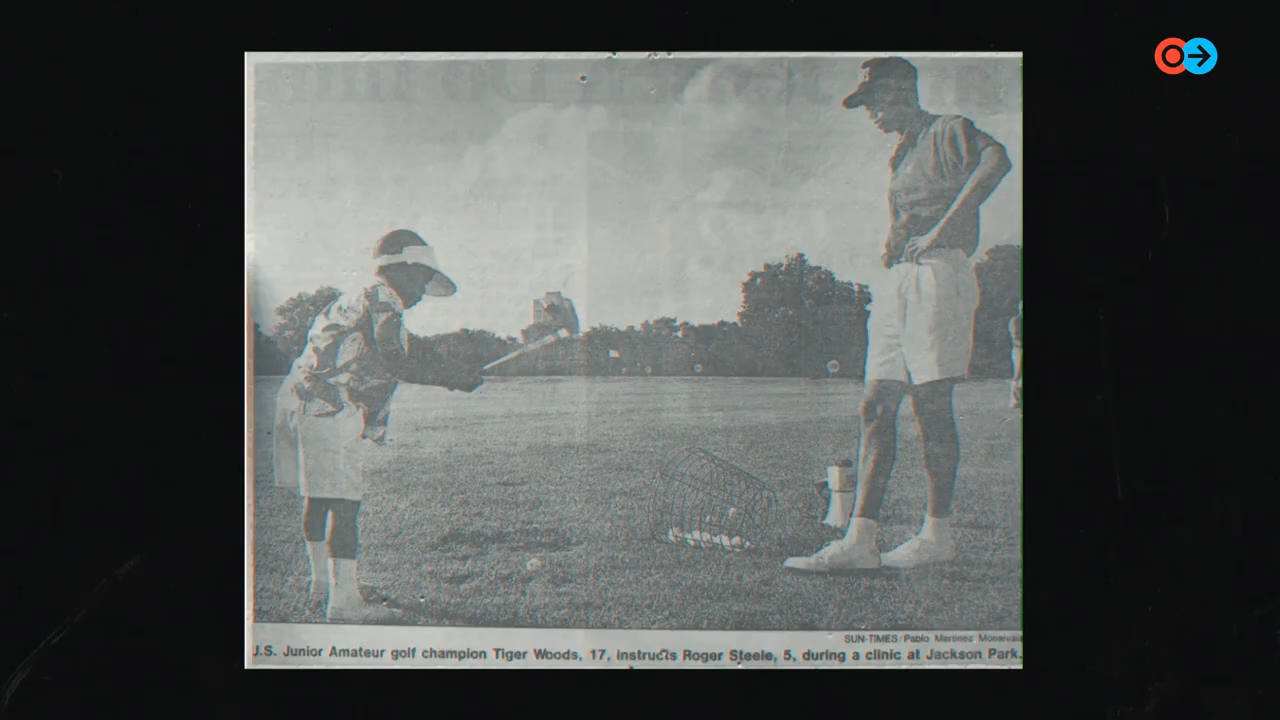 SUN-TIMES/Pablo Martinez Monsivais
U.S. Junior Amateur golf champion Tiger Woods, 17, instructs Roger Steele, 5, during a clinic at Jackson Park.